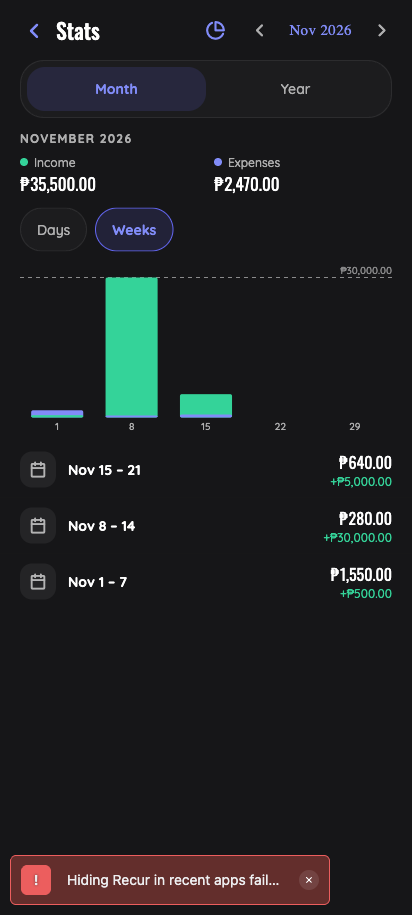 Stats
Nov 2026
Month Year
NOVEMBER 2026
Income Expenses
₱35,500.00 ₱2,470.00
Days Weeks
₱30,000.00
1 8 15 22 29
Nov 15 – 21 ₱640.00
+₱5,000.00
Nov 8 – 14 ₱280.00
+₱30,000.00
Nov 1 – 7 ₱1,550.00
+₱500.00
! Hiding Recur in recent apps fail...